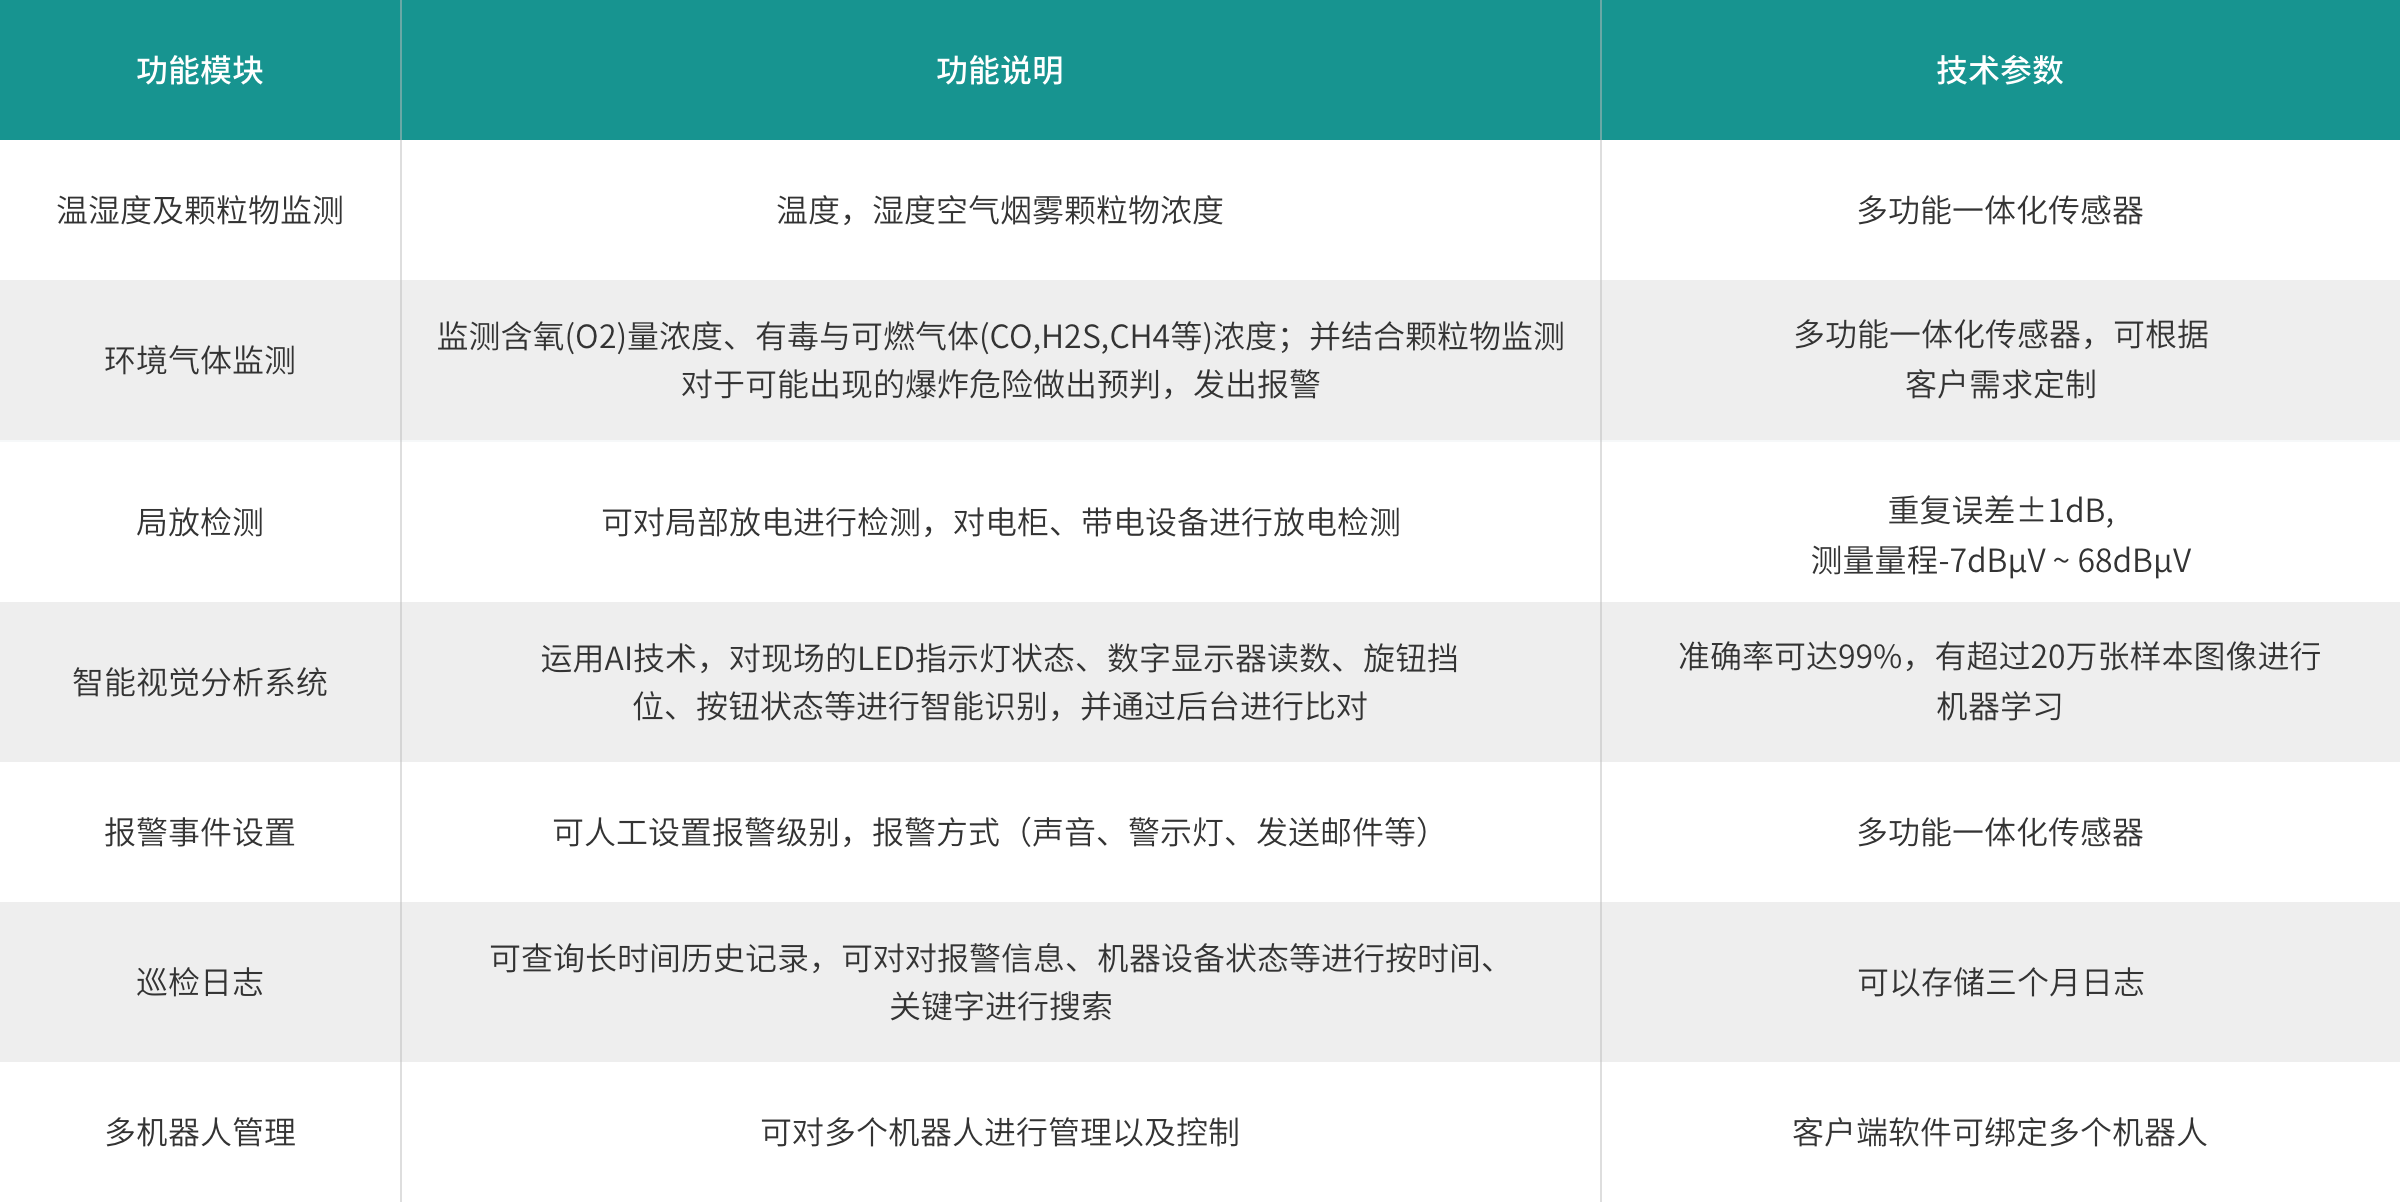 功能模块
功能说明
技术参数
温湿度及颗粒物监测
温度，湿度空气烟雾颗粒物浓度
多功能一体化传感器
环境气体监测
监测含氧(O2)量浓度、有毒与可燃气体(CO,H2S,CH4等)浓度；并结合颗粒物监测
对于可能出现的爆炸危险做出预判，发出报警
多功能一体化传感器，可根据
客户需求定制
局放检测
可对局部放电进行检测，对电柜、带电设备进行放电检测
重复误差±1dB,
测量量程-7dBµV ~ 68dBµV
智能视觉分析系统
运用AI技术，对现场的LED指示灯状态、数字显示器读数、旋钮挡
位、按钮状态等进行智能识别，并通过后台进行比对
准确率可达99%，有超过20万张样本图像进行
机器学习
报警事件设置
可人工设置报警级别，报警方式（声音、警示灯、发送邮件等）
多功能一体化传感器
巡检日志
可查询长时间历史记录，可对对报警信息、机器设备状态等进行按时间、
关键字进行搜索
可以存储三个月日志
多机器人管理
可对多个机器人进行管理以及控制
客户端软件可绑定多个机器人